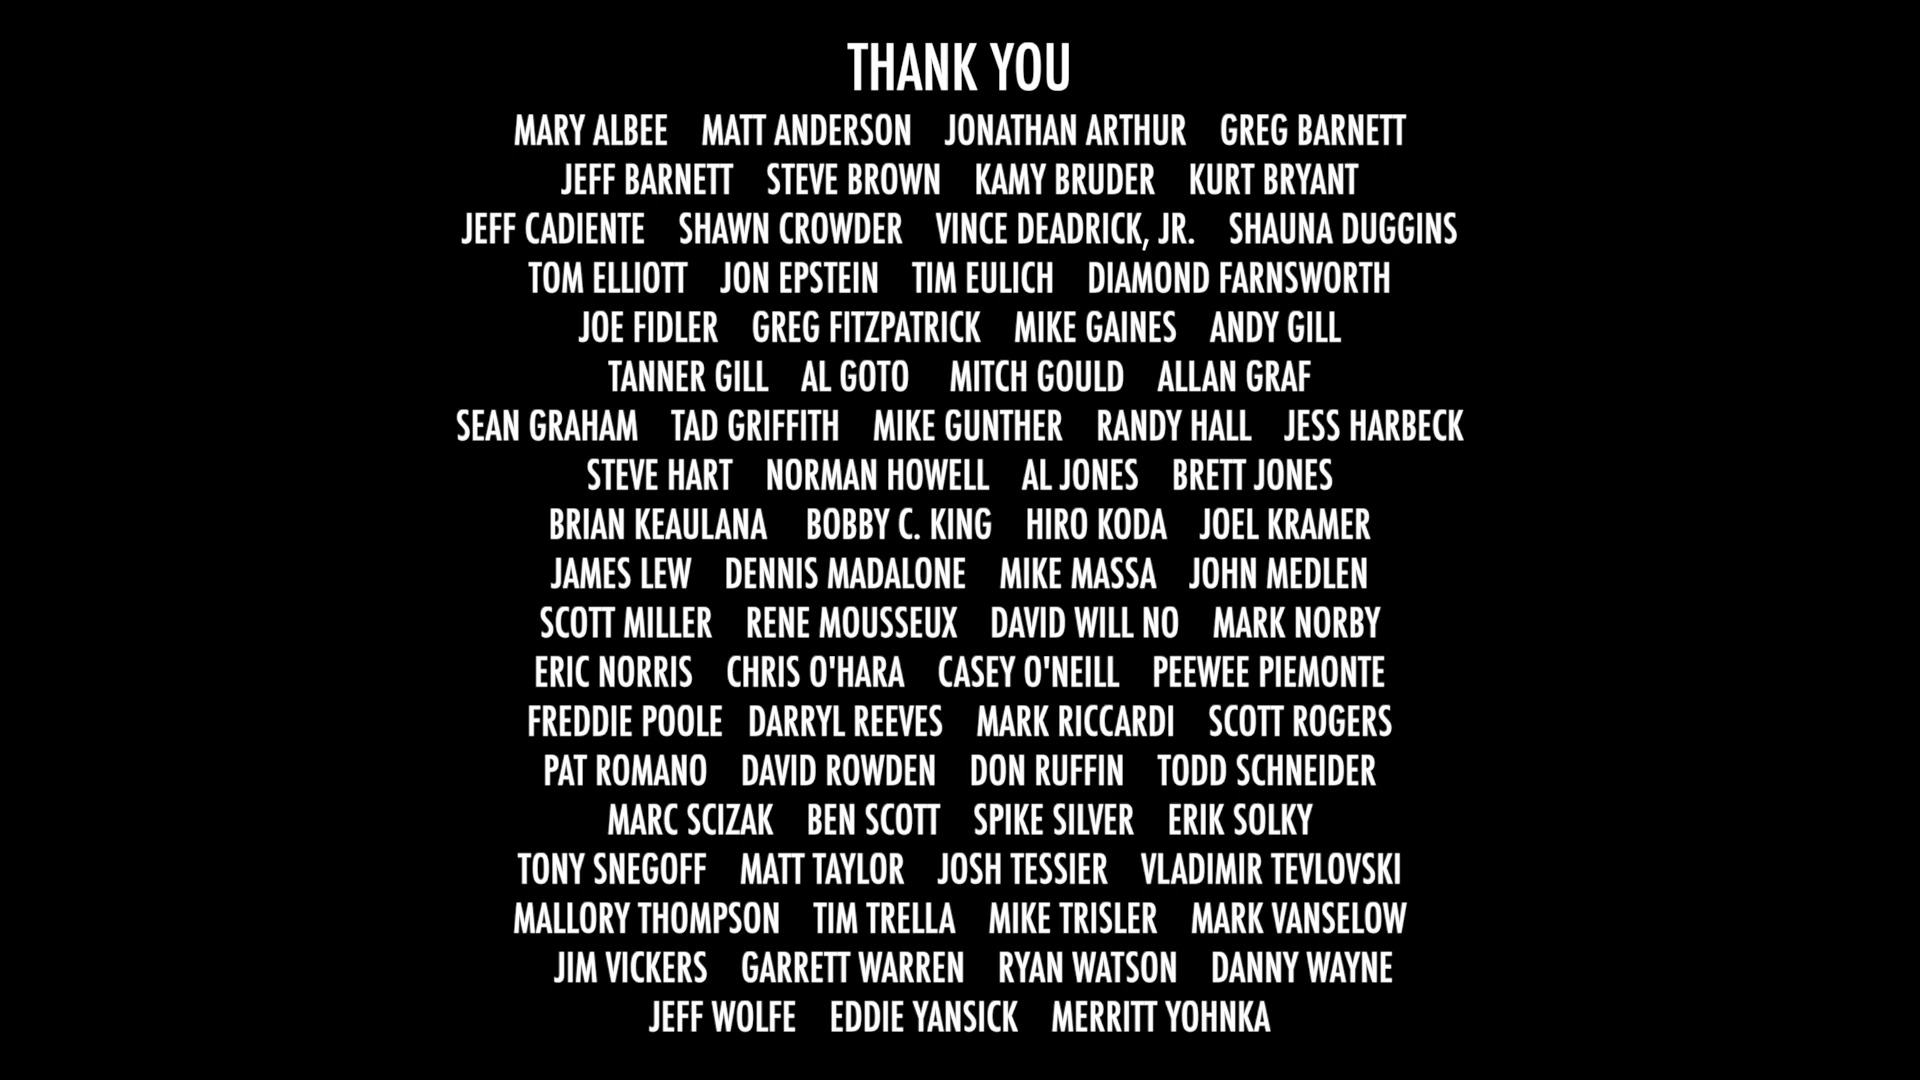 THANK YOU
MARY ALBEE MATT ANDERSON JONATHAN ARTHUR GREG BARNETT
JEFF BARNETT STEVE BROWN KAMY BRUDER KURT BRYANT
JEFF CADIENTE SHAWN CROWDER VINCE DEADRICK, JR. SHAUNA DUGGINS
TOM ELLIOTT JON EPSTEIN TIM EULICH DIAMOND FARNSWORTH
JOE FIDLER GREG FITZPATRICK MIKE GAINES ANDY GILL
TANNER GILL AL GOTO MITCH GOULD ALLAN GRAF
SEAN GRAHAM TAD GRIFFITH MIKE GUNTHER RANDY HALL JESS HARBECK
STEVE HART NORMAN HOWELL AL JONES BRETT JONES
BRIAN KEAULANA BOBBY C. KING HIRO KODA JOEL KRAMER
JAMES LEW DENNIS MADALONE MIKE MASSA JOHN MEDLEN
SCOTT MILLER RENE MOUSSEUX DAVID WILL NO MARK NORBY
ERIC NORRIS CHRIS O'HARA CASEY O'NEILL PEEWEE PIEMONTE
FREDDIE POOLE DARRYL REEVES MARK RICCARDI SCOTT ROGERS
PAT ROMANO DAVID ROWDEN DON RUFFIN TODD SCHNEIDER
MARC SCIZAK BEN SCOTT SPIKE SILVER ERIK SOLKY
TONY SNEGOFF MATT TAYLOR JOSH TESSIER VLADIMIR TEVLOVSKI
MALLORY THOMPSON TIM TRELLA MIKE TRISLER MARK VANSELOW
JIM VICKERS GARRETT WARREN RYAN WATSON DANNY WAYNE
JEFF WOLFE EDDIE YANSICK MERRITT YOHNKA